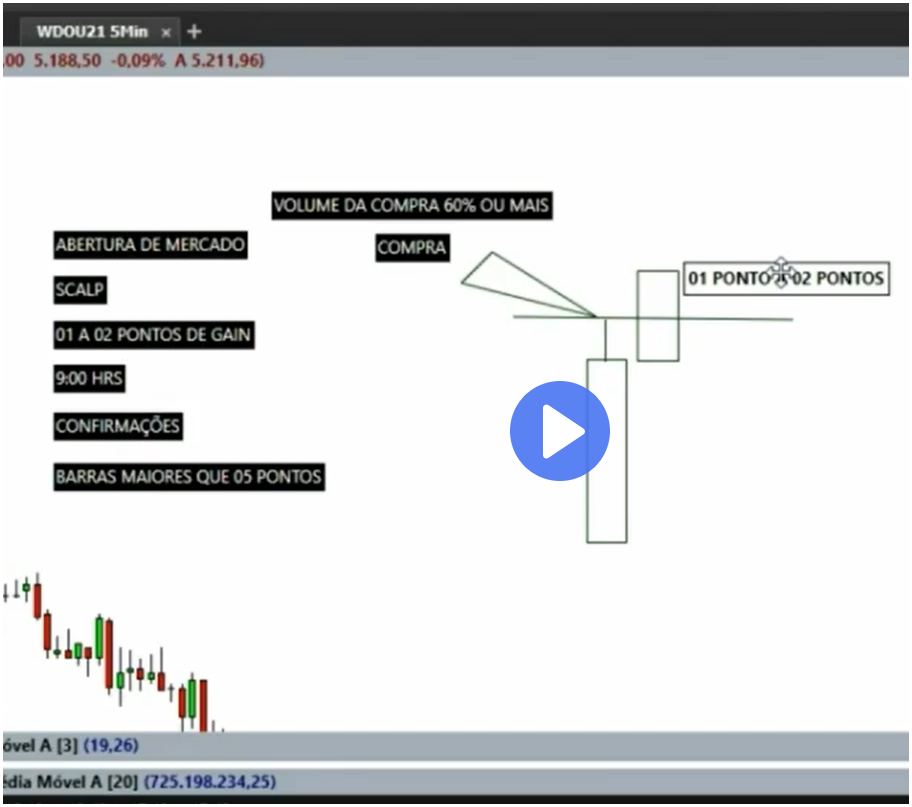 WDOU21 5Min × +
,00 5.188,50 -0,09% A 5.211,96)
VOLUME DA COMPRA 60% OU MAIS
ABERTURA DE MERCADO
COMPRA
SCALP
01 PONTO 02 PONTOS
01 A 02 PONTOS DE GAIN
9:00 HRS
CONFIRMAÇÕES
BARRAS MAIORES QUE 05 PONTOS
óvel A [3] (19,26)
édia Móvel A [20] (725.198.234,25)